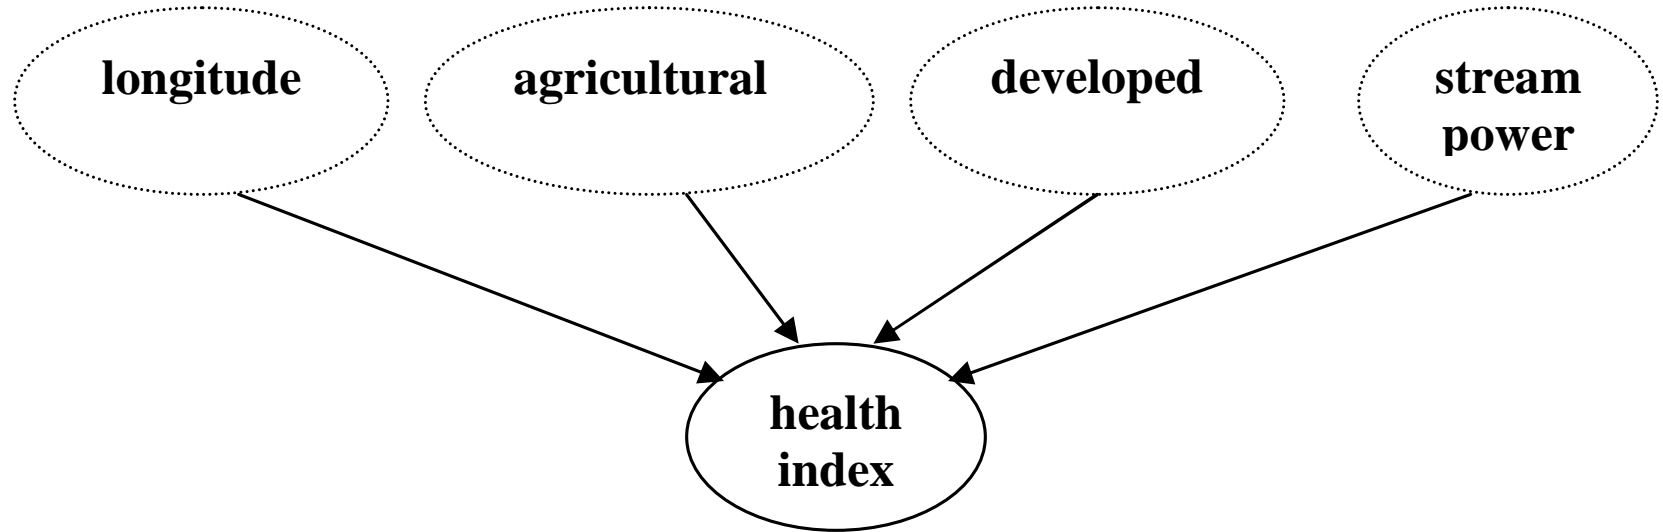 longitude
agricultural
developed
stream
power
health
index